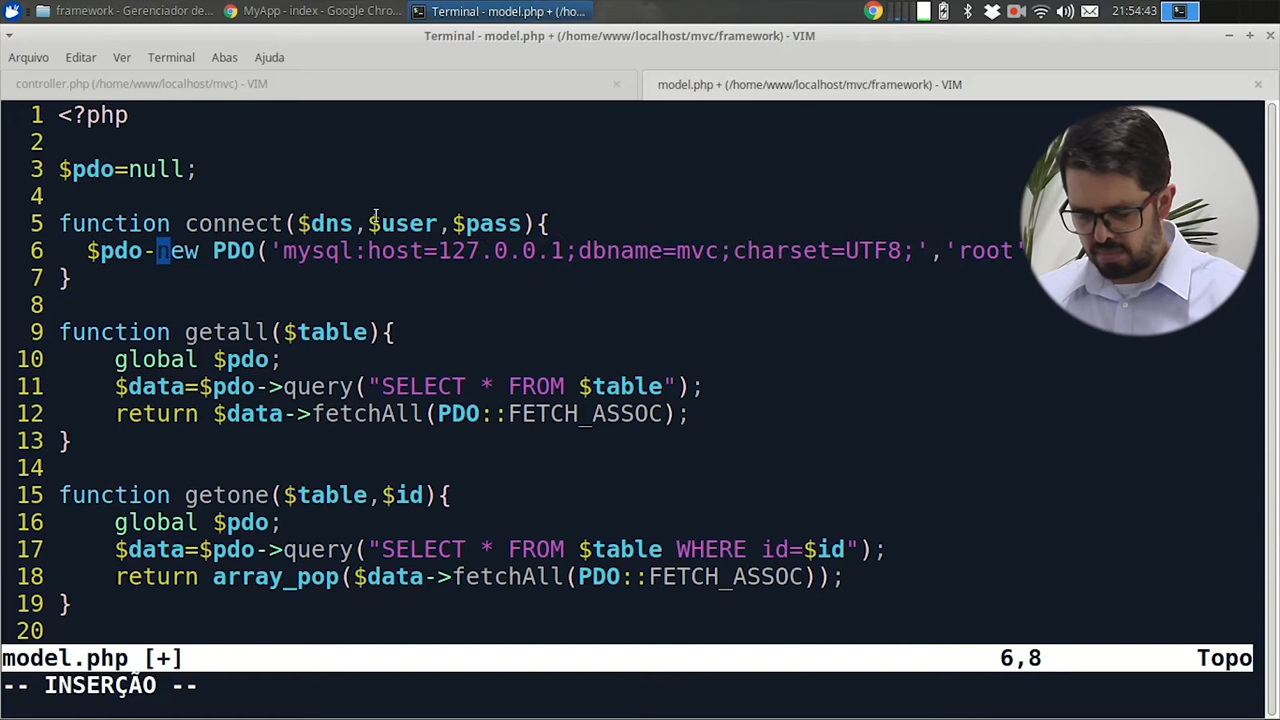 framework - Gerenciador de...
MyApp - index - Google Chro...
Terminal - model.php + (/ho...
21:54:43
Terminal - model.php + (/home/www/localhost/mvc/framework) - VIM
Arquivo Editar Ver Terminal Abas Ajuda
controller.php (/home/www/localhost/mvc) - VIM
model.php + (/home/www/localhost/mvc/framework) - VIM
1 <?php
2
3 $pdo=null;
4
5 function connect($dns,$user,$pass){
6 $pdo-new PDO('mysql:host=127.0.0.1;dbname=mvc;charset=UTF8;','root'
7 }
8
9 function getall($table){
10 global $pdo;
11 $data=$pdo->query("SELECT * FROM $table");
12 return $data->fetchAll(PDO::FETCH_ASSOC);
13 }
14
15 function getone($table,$id){
16 global $pdo;
17 $data=$pdo->query("SELECT * FROM $table WHERE id=$id");
18 return array_pop($data->fetchAll(PDO::FETCH_ASSOC));
19 }
20
model.php [+] 6,8 Topo
-- INSERÇÃO --